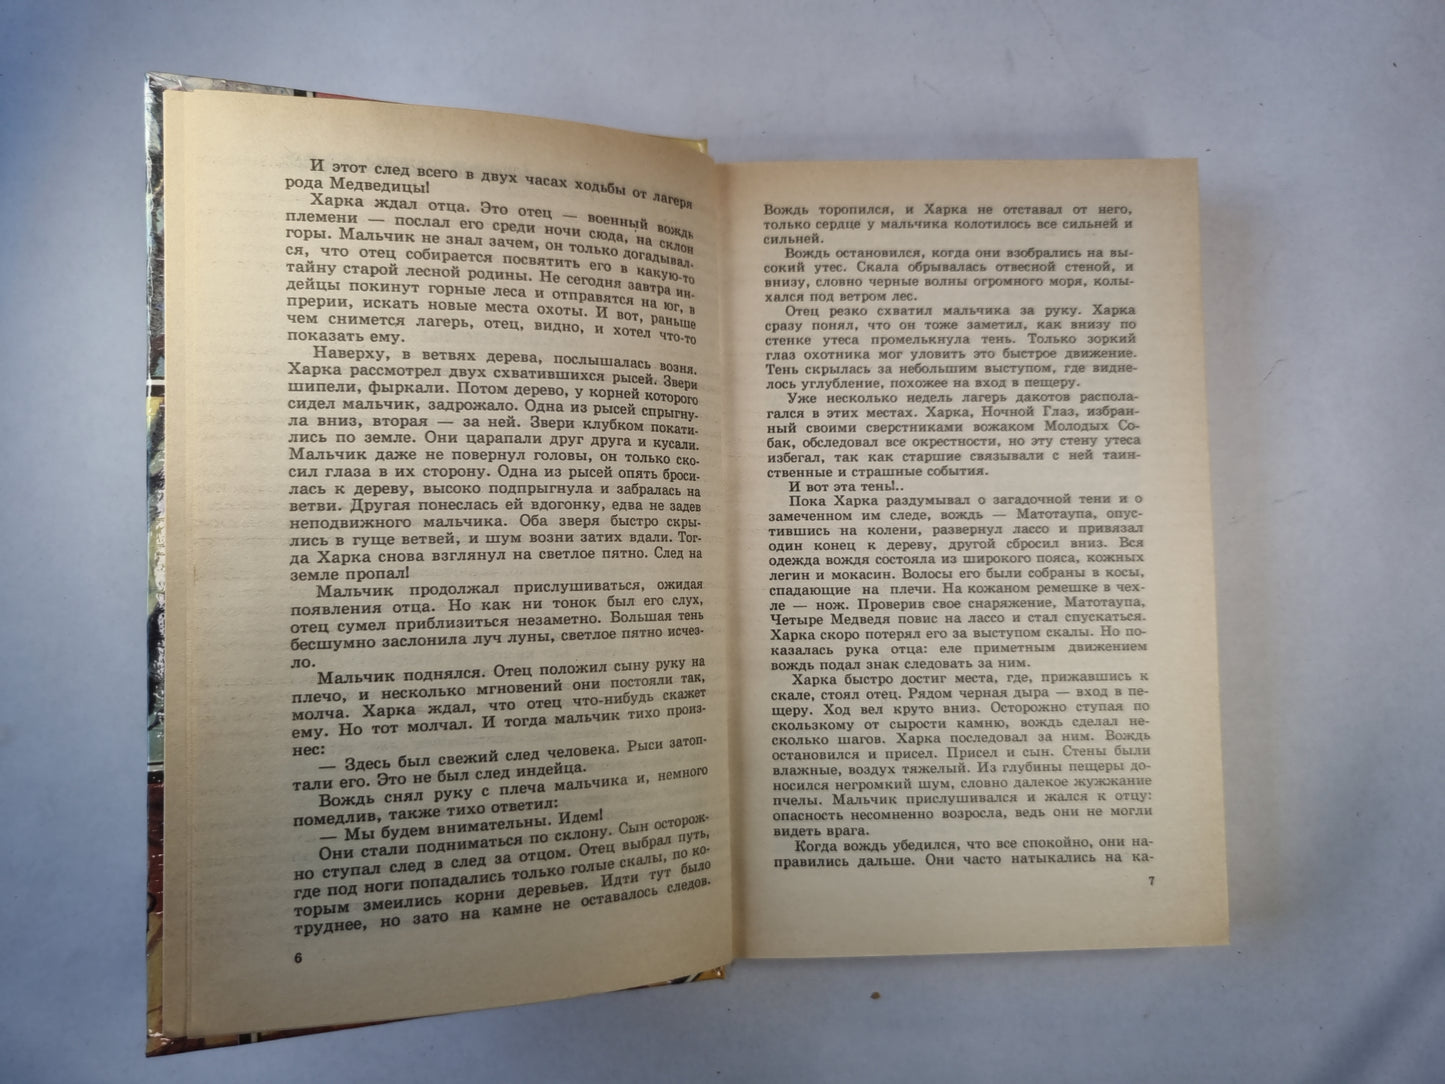 И этот след всего в двух часах ходьбы от лагеря
рода Медведицы!
Харка ждал отца. Это отец — военный вождь
племени — послал его среди ночи сюда, на склон
горы. Мальчик не знал зачем, он только догадывал-
ся, что отец собирается посвятить его в какую-то
тайну старой лесной родины. Не сегодня завтра ин-
дейцы покинут горные леса и отправятся на юг, в
прерии, искать новые места охоты. И вот, раньше
чем снимется лагерь, отец, видно, и хотел что-то
показать ему.
Наверху, в ветвях дерева, послышалась возня.
Харка рассмотрел двух схватившихся рысей. Звери
шипели, фыркали. Потом дерево, у корней которого
сидел мальчик, задрожало. Одна из рысей спрыгну-
ла вниз, вторая — за ней. Звери клубком покати-
лись по земле. Они царапали друг друга и кусали.
Мальчик даже не повернул головы, он только ско-
сил глаза в их сторону. Одна из рысей опять броси-
лась к дереву, высоко подпрыгнула и забралась на
ветви. Другая понеслась ей вдогонку, едва не задев
неподвижного мальчика. Оба зверя быстро скры-
лись в гуще ветвей, и шум возни затих вдали. Тог-
да Харка снова взглянул на светлое пятно. След на
земле пропал!
Мальчик продолжал прислушиваться, ожидая
появления отца. Но как ни тонок был его слух,
отец сумел приблизиться незаметно. Большая тень
бесшумно заслонила луч луны, светлое пятно исчез-
ло.
Мальчик поднялся. Отец положил сыну руку на
плечо, и несколько мгновений они постояли так,
молча. Харка ждал, что отец что-нибудь скажет
ему. Но тот молчал. И тогда мальчик тихо произ-
нес:
— Здесь был свежий след человека. Рыси затоп-
тали его. Это не был след индейца.
Вождь снял руку с плеча мальчика и, немного
помедлив, также тихо ответил:
— Мы будем внимательны. Идем!
Они стали подниматься по склону. Сын осторож-
но ступал след в след за отцом. Отец выбрал путь,
где под ноги попадались только голые скалы, по ко-
торым змеились корни деревьев. Идти тут было
труднее, но зато на камне не оставалось следов.
6
Вождь торопился, и Харка не отставал от него,
только сердце у мальчика колотилось все сильней и
сильней.
Вождь остановился, когда они взобрались на вы-
сокий утес. Скала обрывалась отвесной стеной, и
внизу, словно черные волны огромного моря, колы-
хался под ветром лес.
Отец резко схватил мальчика за руку. Харка
сразу понял, что он тоже заметил, как внизу по
стенке утеса промелькнула тень. Только зоркий
глаз охотника мог уловить это быстрое движение.
Тень скрылась за небольшим выступом, где видне-
лось углубление, похожее на вход в пещеру.
Уже несколько недель лагерь дакотов распола-
гался в этих местах. Харка, Ночной Глаз, избран-
ный своими сверстниками вожаком Молодых Со-
бак, обследовал все окрестности, но эту стену утеса
избегал, так как старшие связывали с ней таин-
ственные и страшные события.
И вот эта тень!..
Пока Харка раздумывал о загадочной тени и о
замеченном им следе, вождь — Матотаупа, опус-
тившись на колени, развернул лассо и привязал
один конец к дереву, другой сбросил вниз. Вся
одежда вождя состояла из широкого пояса, кожных
легин и мокасин. Волосы его были собраны в косы,
спадающие на плечи. На кожаном ремешке в чех-
ле — нож. Проверив свое снаряжение, Матотаупа,
Четыре Медведя повис на лассо и стал спускаться.
Харка скоро потерял его за выступом скалы. Но по-
казалась рука отца: еле приметным движением
вождь подал знак следовать за ним.
Харка быстро достиг места, где, прижавшись к
скале, стоял отец. Рядом черная дыра — вход в пе-
щеру. Ход вел круто вниз. Осторожно ступая по
скользкому от сырости камню, вождь сделал не-
сколько шагов. Харка последовал за ним. Вождь
остановился и присел. Присел и сын. Стены были
влажные, воздух тяжелый. Из глубины пещеры до-
носился негромкий шум, словно далекое жужжание
пчелы. Мальчик прислушивался и жался к отцу:
опасность несомненно возросла, ведь они не могли
видеть врага.
Когда вождь убедился, что все спокойно, они на-
правились дальше. Они часто натыкались на ка-
7